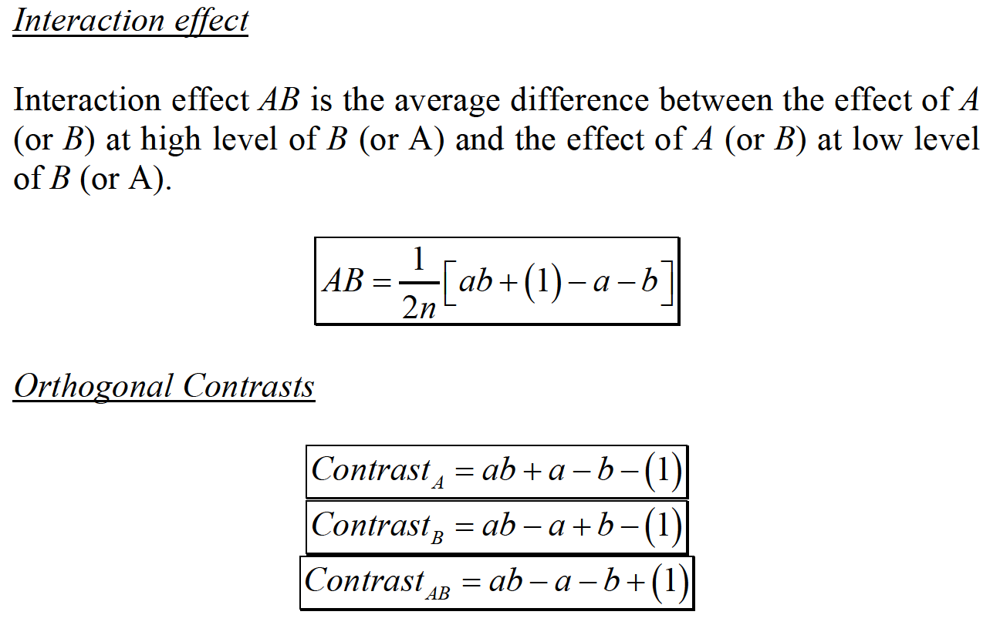 Interaction effect
Interaction effect AB is the average difference between the effect of A
(or B) at high level of B (or A) and the effect of A (or B) at low level
of B (or A).
AB = \frac{1}{2n}[ab + (1) − a − b]
Orthogonal Contrasts
Contrast_A = ab + a − b − (1)
Contrast_B = ab − a + b − (1)
Contrast_{AB} = ab − a − b + (1)